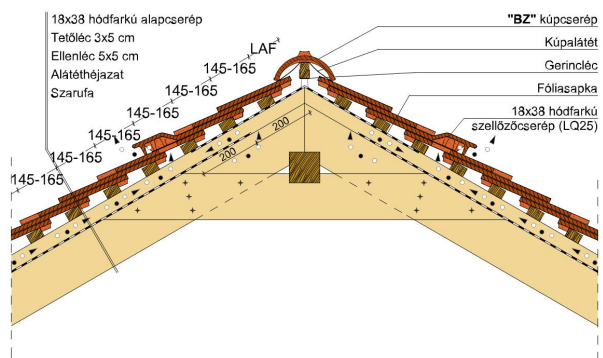 18x38 hódfarkú alapcserép
Tetőléc 3x5 cm
Ellenléc 5x5 cm
Alátéthéjazat
Szarufa
"BZ" kúpcserép
Kúpalátét
Gerincléc
Fóliasapka
18x38 hódfarkú
szellőzőcserép (LQ25)
LAF
145-165
145-165
145-165
145-165
145-165
200
200